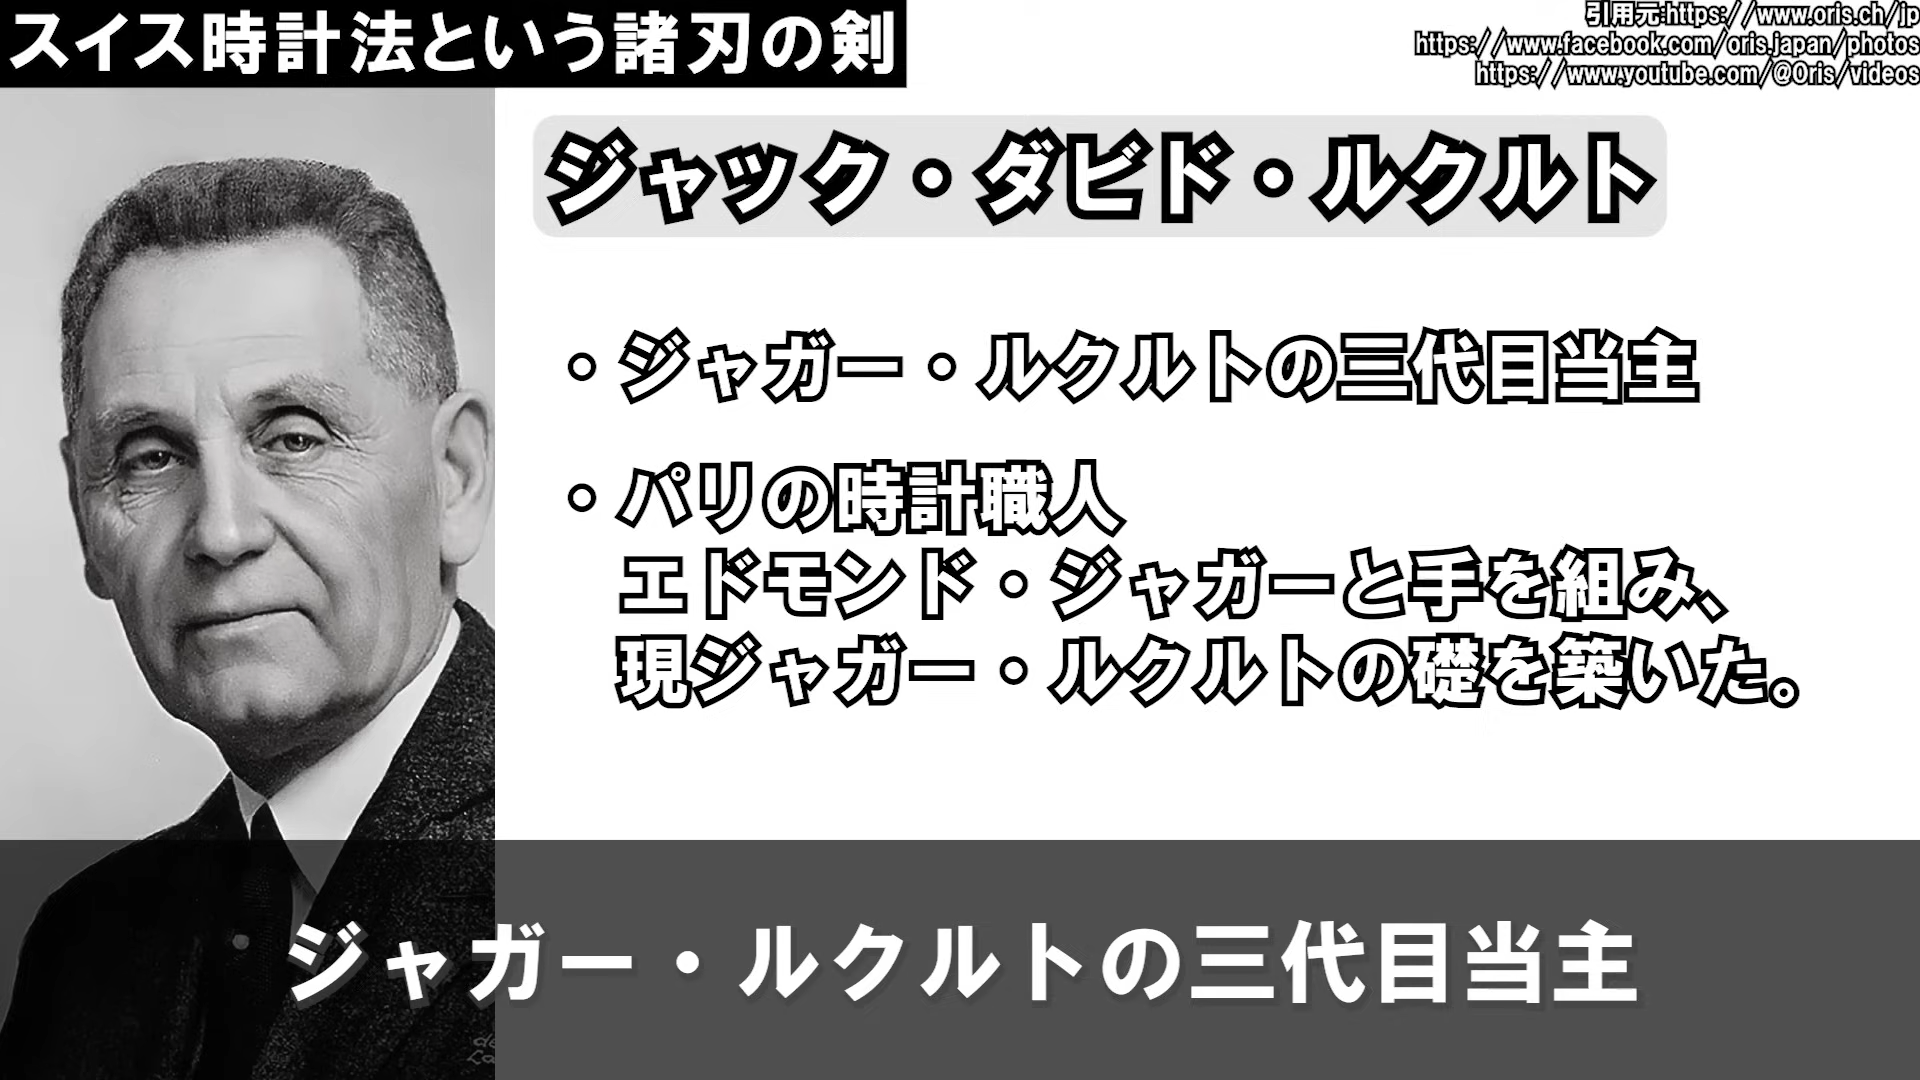 スイス時計法という諸刃の剣
引用元:https://www.oris.ch/jp
https://www.facebook.com/oris.japan/photos
https://www.youtube.com/@Oris/videos
ジャック・ダビド・ルクルト
・ジャガー・ルクルトの三代目当主
・パリの時計職人
エドモンド・ジャガーと手を組み、
現ジャガー・ルクルトの礎を築いた。
ジャガー・ルクルトの三代目当主